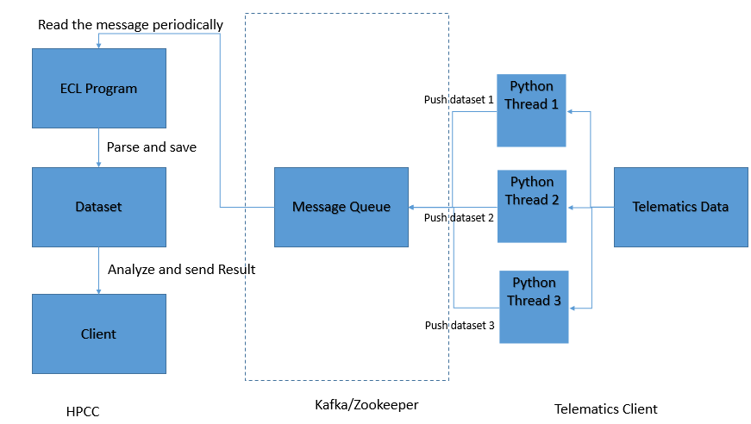 Read the message periodically
ECL Program
Parse and save
Dataset
Analyze and send Result
Client
HPCC
Message Queue
Kafka/Zookeeper
Push dataset 1
Push dataset 2
Push dataset 3
Python
Thread 1
Python
Thread 2
Python
Thread 3
Telematics Data
Telematics Client